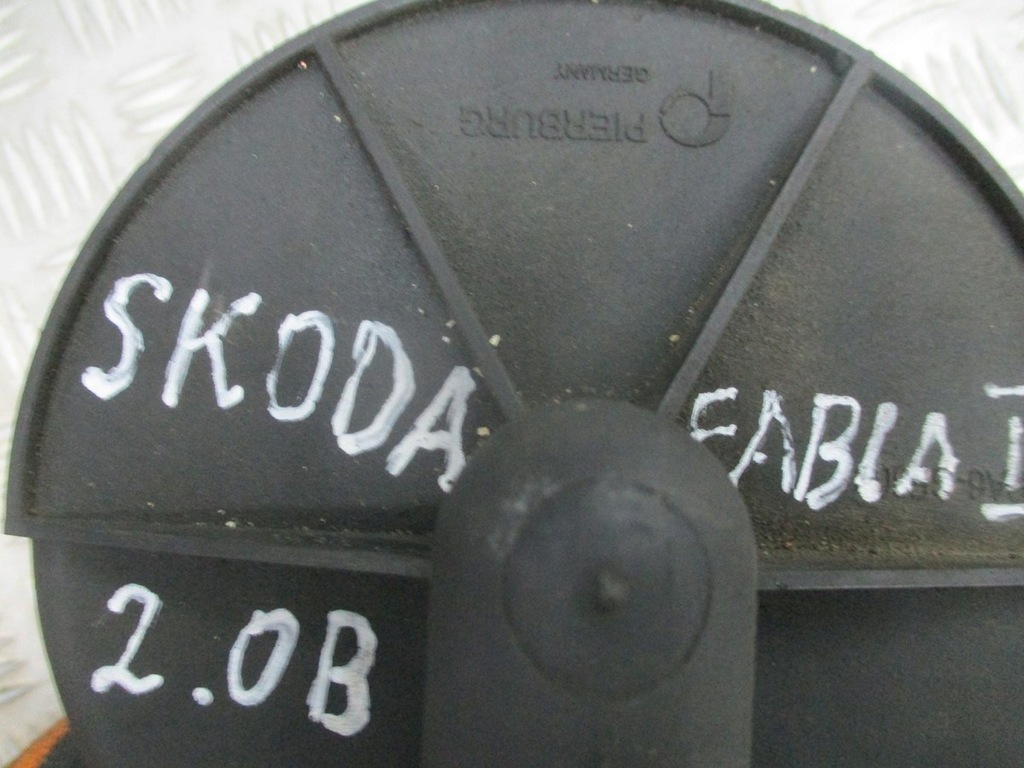 PIERBURG
GERMANY
SKODA FABIA I
2.0B